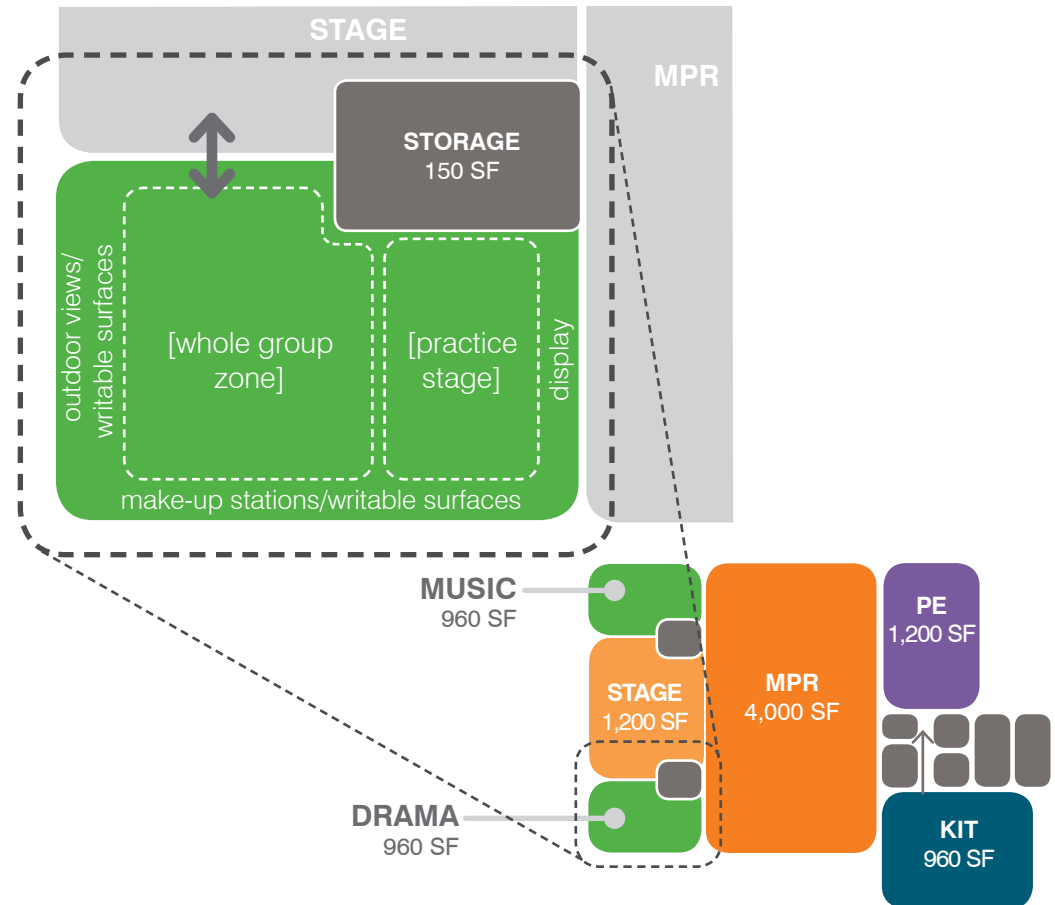 STAGE
MPR
STORAGE
150 SF
outdoor views/
writable surfaces
[whole group
zone]
[practice
stage]
display
make-up stations/writable surfaces
MUSIC
960 SF
STAGE
1,200 SF
MPR
4,000 SF
PE
1,200 SF
DRAMA
960 SF
KIT
960 SF